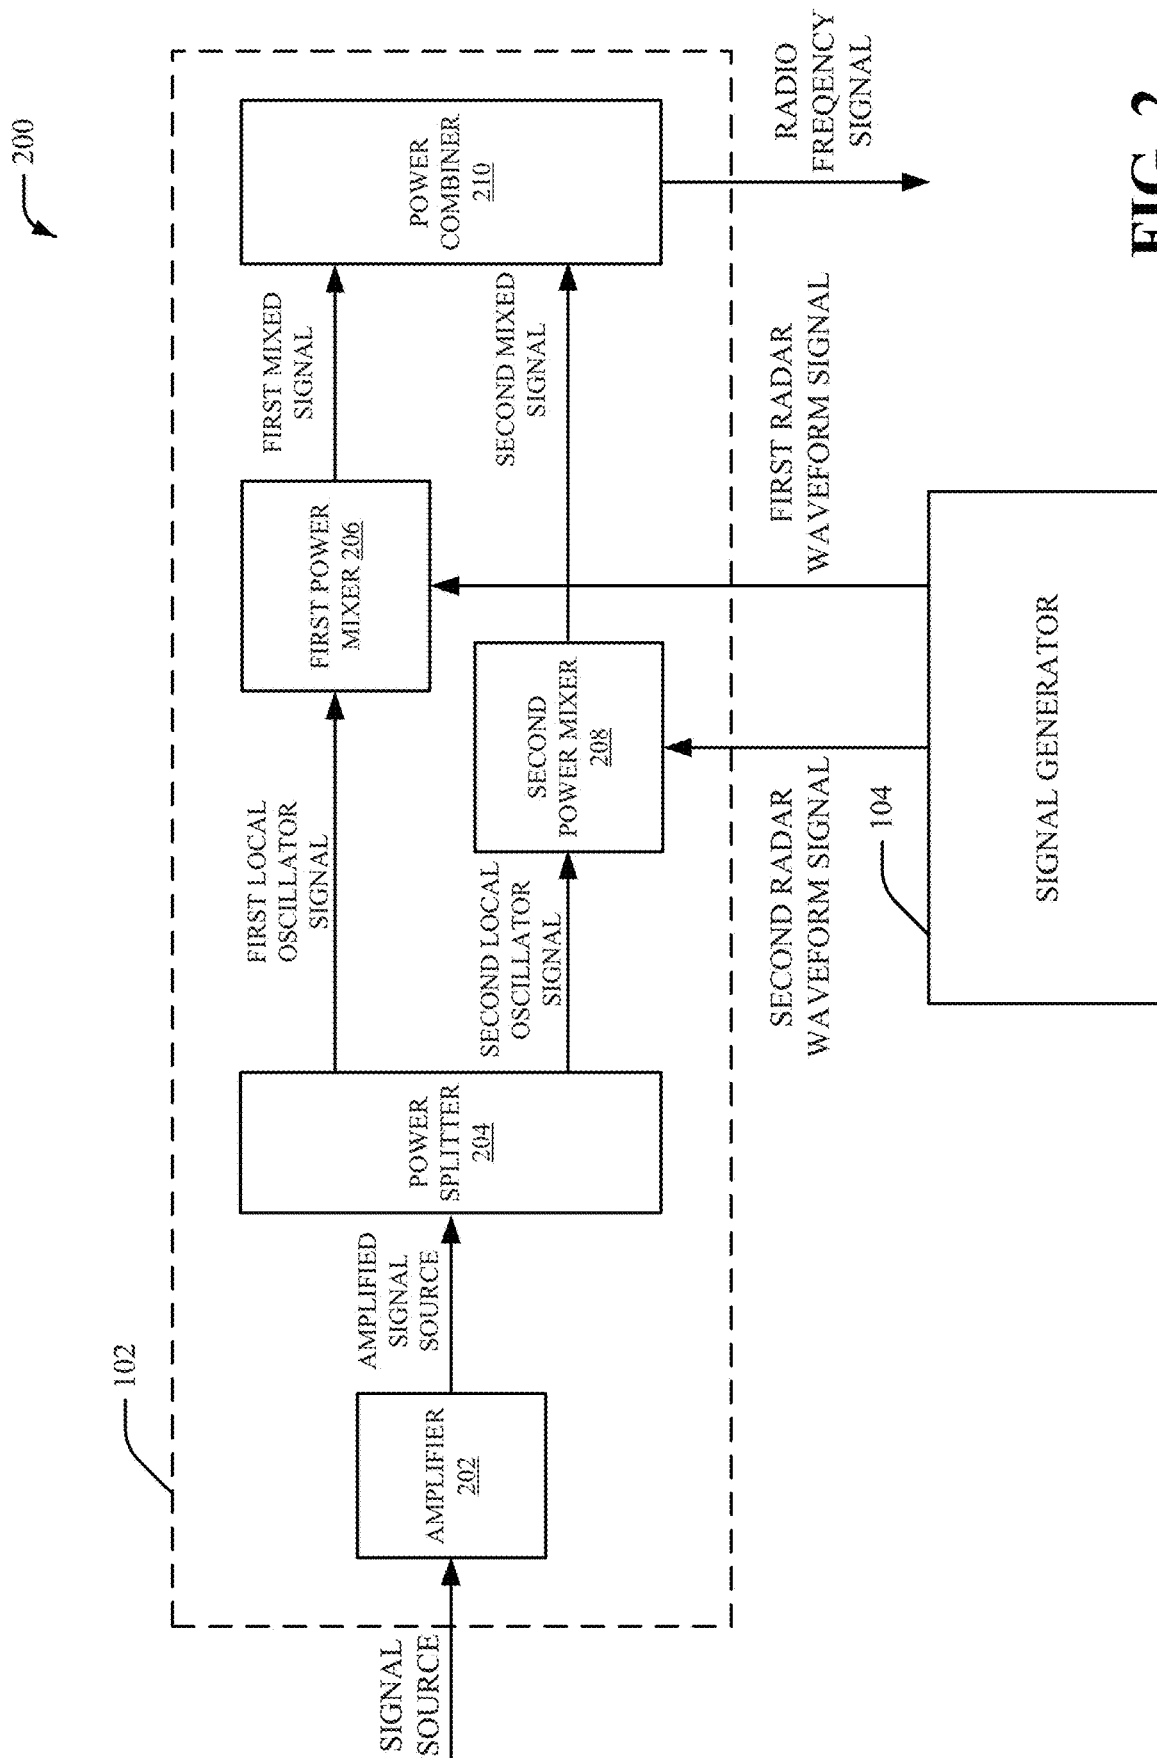 200
102
SIGNAL
SOURCE
AMPLIFIER
202
AMPLIFIED
SIGNAL
SOURCE
POWER
SPLITTER
204
FIRST LOCAL
OSCILLATOR
SIGNAL
SECOND LOCAL
OSCILLATOR
SIGNAL
FIRST POWER
MIXER 206
SECOND
POWER MIXER
208
FIRST MIXED
SIGNAL
SECOND MIXED
SIGNAL
POWER
COMBINER
210
SECOND RADAR
WAVEFORM SIGNAL
FIRST RADAR
WAVEFORM SIGNAL
RADIO
FREQENCY
SIGNAL
104
SIGNAL GENERATOR
FIG. 2